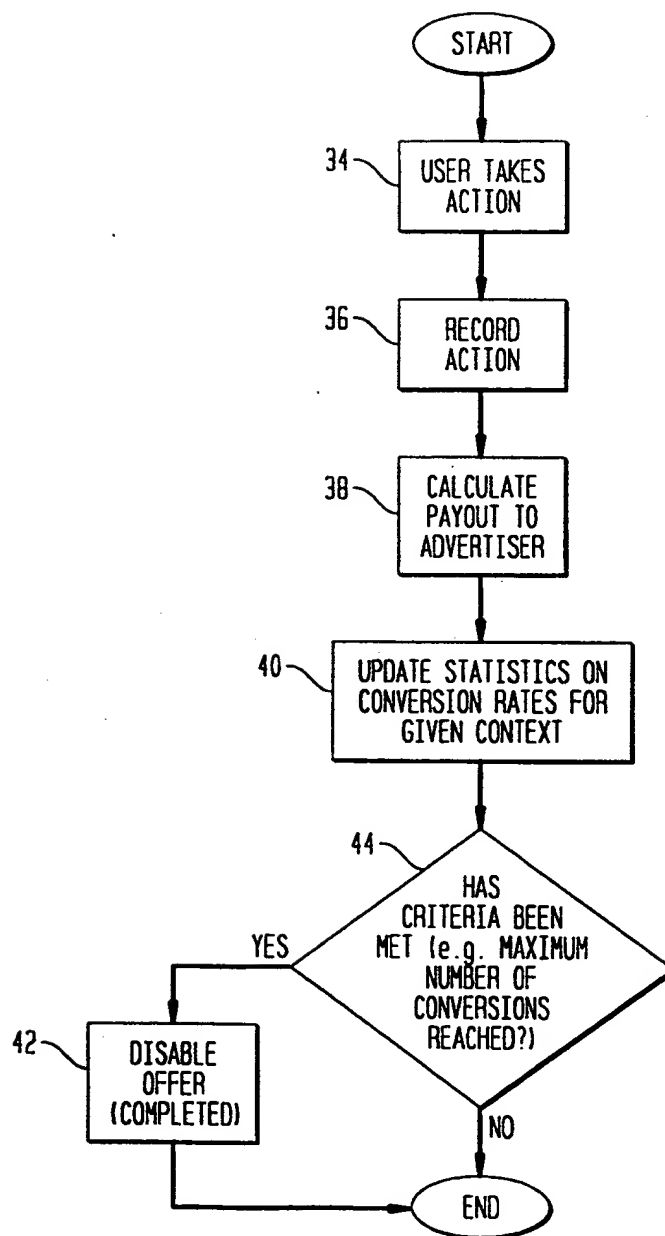 START
34
USER TAKES
ACTION
36
RECORD
ACTION
38
CALCULATE
PAYOUT TO
ADVERTISER
40
UPDATE STATISTICS ON
CONVERSION RATES FOR
GIVEN CONTEXT
44
HAS
CRITERIA BEEN
MET (e.g. MAXIMUM
NUMBER OF
CONVERSIONS
REACHED?)
YES
42
DISABLE
OFFER
(COMPLETED)
NO
END